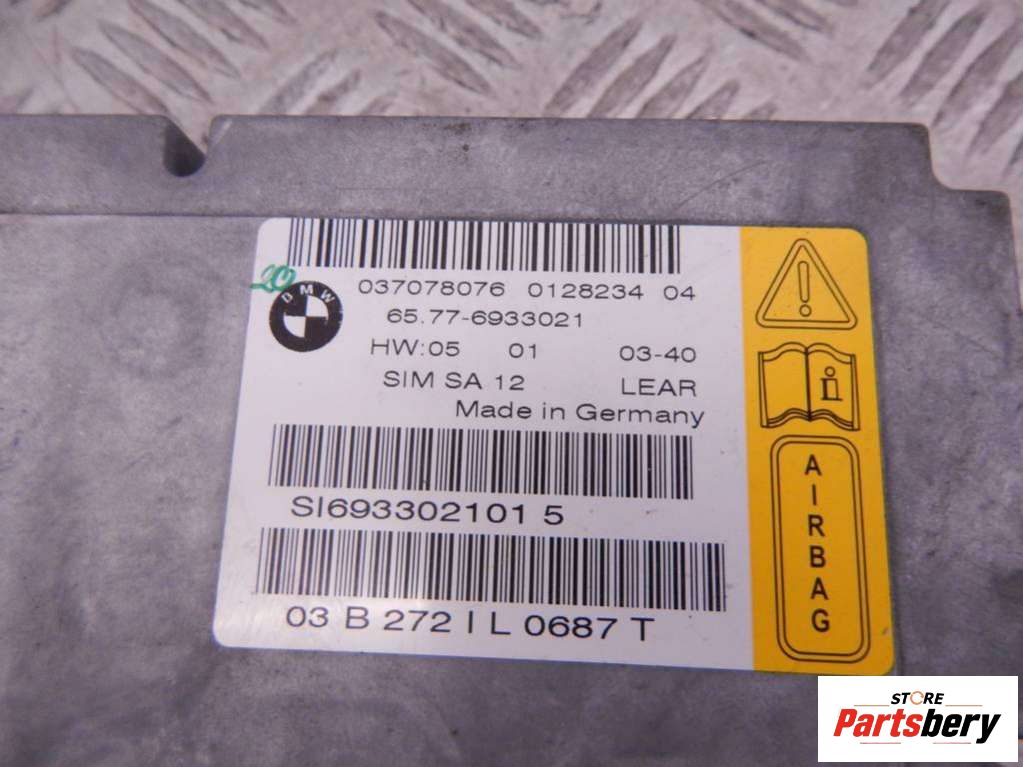 20
BMW
037078076 0128234 04
65.77-6933021
HW:05 01 03-40
SIM SA 12 LEAR
Made in Germany
SI693302101 5
03 B 272 I L 0687 T
AIRBAG
STORE
Partsbery